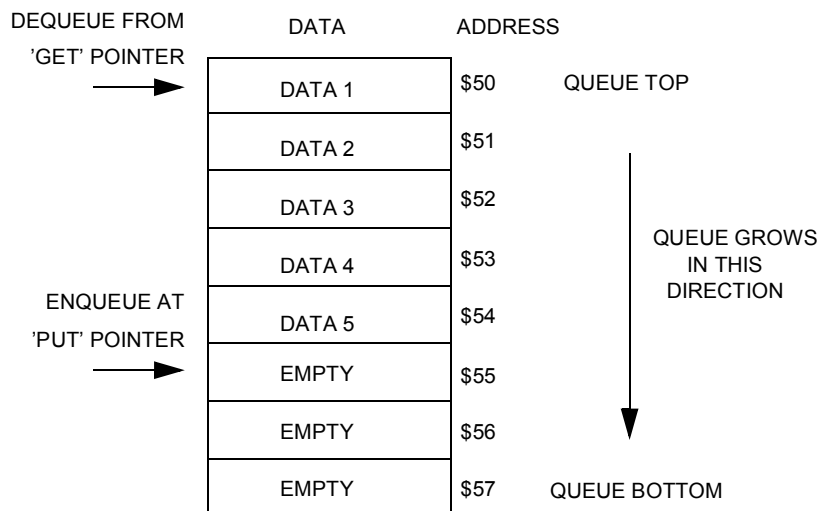 DEQUEUE FROM
’GET’ POINTER
DATA
ADDRESS
DATA 1
$50
QUEUE TOP
DATA 2
$51
DATA 3
$52
DATA 4
$53
QUEUE GROWS
IN THIS
DIRECTION
ENQUEUE AT
’PUT’ POINTER
DATA 5
$54
EMPTY
$55
EMPTY
$56
EMPTY
$57
QUEUE BOTTOM